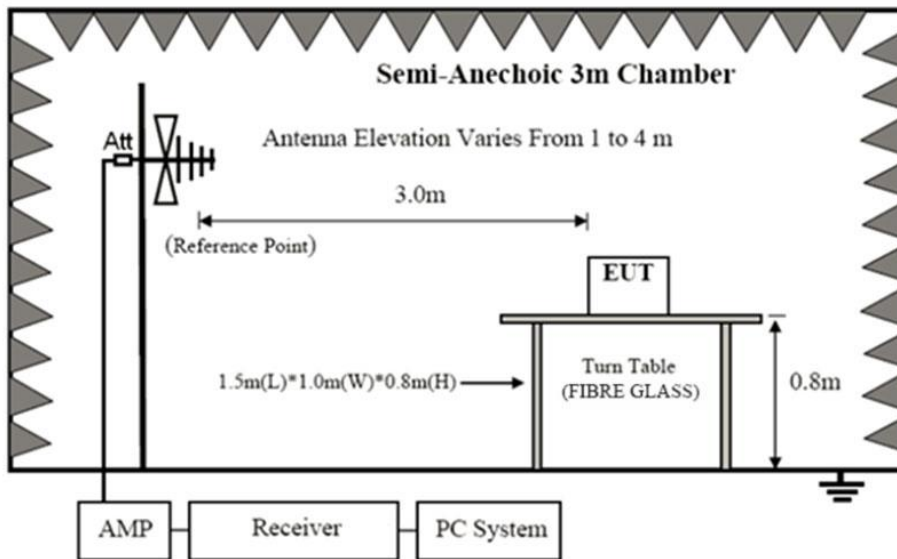 Semi-Anechoic 3m Chamber
Att
Antenna Elevation Varies From 1 to 4 m
3.0m
(Reference Point)
EUT
1.5m(L)*1.0m(W)*0.8m(H)
Turn Table
(FIBRE GLASS)
0.8m
AMP
Receiver
PC System